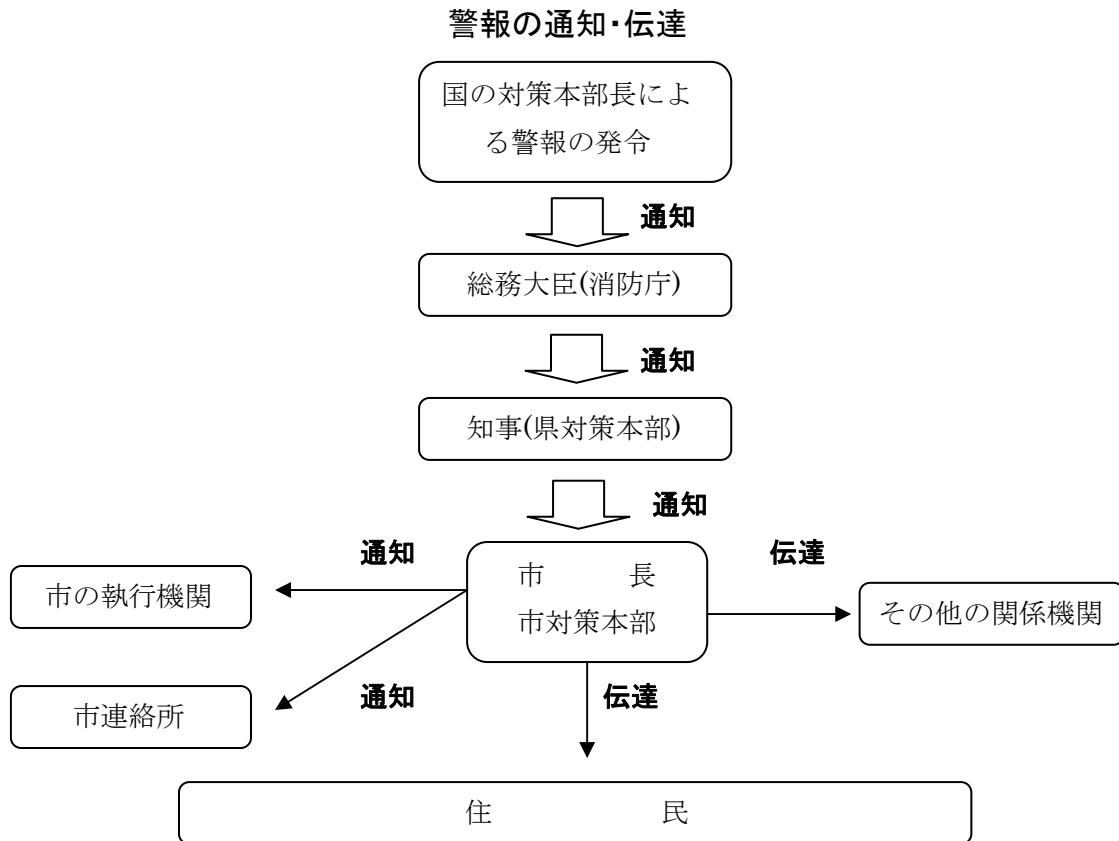 警報の通知・伝達
国の対策本部長によ
る警報の発令
通知
総務大臣(消防庁)
通知
知事(県対策本部)
通知
通知
伝達
市の執行機関
市　　　長
市対策本部
その他の関係機関
市連絡所
通知
伝達
住　　　　　民